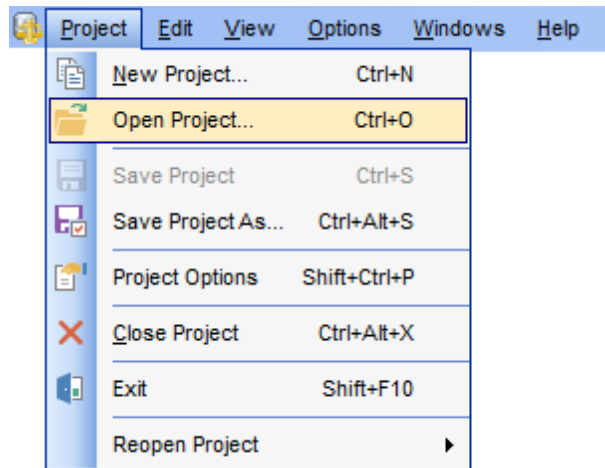 Project Edit View Options Windows Help
New Project... Ctrl+N
Open Project... Ctrl+O
Save Project Ctrl+S
Save Project As... Ctrl+Alt+S
Project Options Shift+Ctrl+P
Close Project Ctrl+Alt+X
Exit Shift+F10
Reopen Project